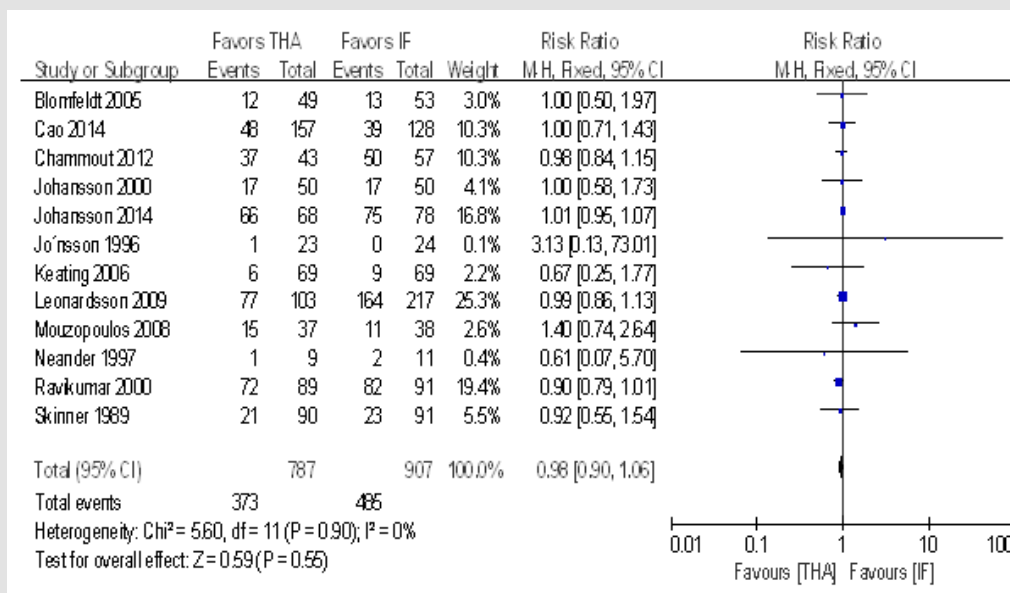 Favors THA Favors IF Risk Ratio Risk Ratio
Study or Subgroup Events Total Events Total Weight M-H, Fixed, 95% CI M-H, Fixed, 95% CI
Blomfeldt 2005 12 49 13 53 3.0% 1.00 [0.50, 1.97]
Cao 2014 48 157 39 128 10.3% 1.00 [0.71, 1.43]
Chammout 2012 37 43 50 57 10.3% 0.98 [0.84, 1.15]
Johansson 2000 17 50 17 50 4.1% 1.00 [0.58, 1.73]
Johansson 2014 66 68 75 78 16.8% 1.01 [0.95, 1.07]
Jo´nsson 1996 1 23 0 24 0.1% 3.13 [0.13, 73.01]
Keating 2006 6 69 9 69 2.2% 0.67 [0.25, 1.77]
Leonardsson 2009 77 103 164 217 25.3% 0.99 [0.86, 1.13]
Mouzopoulos 2008 15 37 11 38 2.6% 1.40 [0.74, 2.64]
Neander 1997 1 9 2 11 0.4% 0.61 [0.07, 5.70]
Ravikumar 2000 72 89 82 91 19.4% 0.90 [0.79, 1.01]
Skinner 1989 21 90 23 91 5.5% 0.92 [0.55, 1.54]
Total (95% CI) 787 907 100.0% 0.98 [0.90, 1.06]
Total events 373 485
Heterogeneity: Chi² = 5.60, df = 11 (P = 0.90); I² = 0%
Test for overall effect: Z = 0.59 (P = 0.55)
0.01 0.1 1 10 100
Favours [THA] Favours [IF]